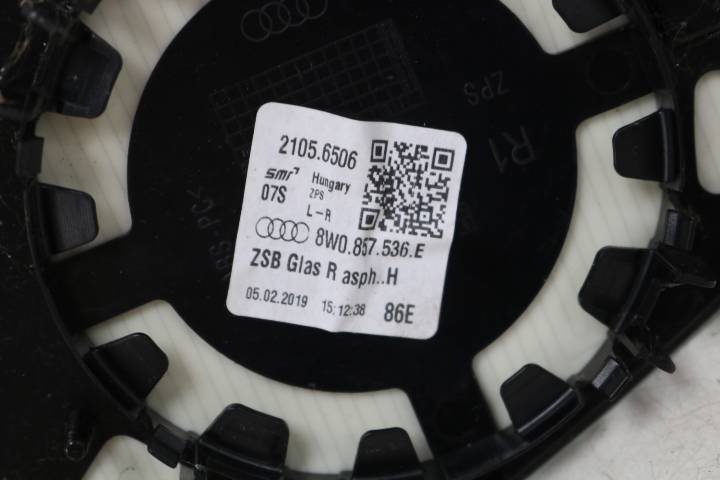 2105.6506
smr Hungary
07S ZPS
L-R
8W0.857.536.E
ZSB Glas R asph..H
05.02.2019 15:12:38 86E
ZPS
R1